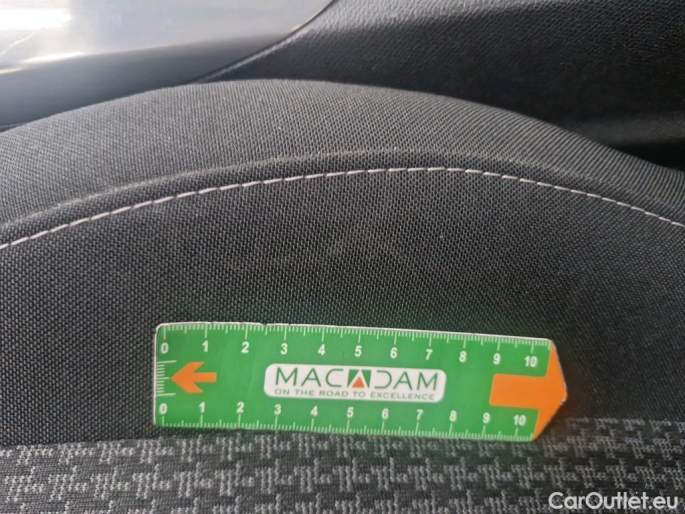 0 1 2 3 4 5 6 7 8 9 10
MACADAM
ON THE ROAD TO EXCELLENCE
0 1 2 3 4 5 6 7 8 9 10
CarOutlet.eu